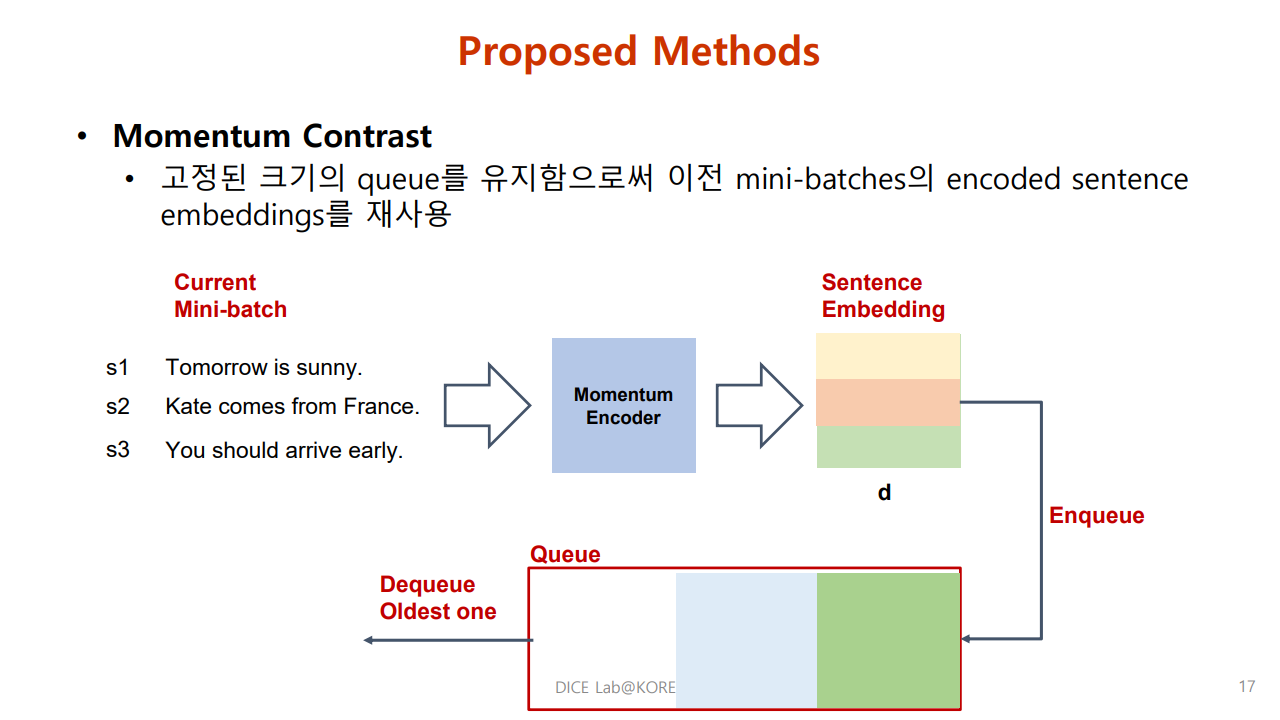 Proposed Methods
• Momentum Contrast
• 고정된 크기의 queue를 유지함으로써 이전 mini-batches의 encoded sentence
embeddings를 재사용
Current
Mini-batch
s1 Tomorrow is sunny.
s2 Kate comes from France.
s3 You should arrive early.
Momentum
Encoder
Sentence
Embedding
d
Enqueue
Queue
Dequeue
Oldest one
DICE Lab@KORE
17